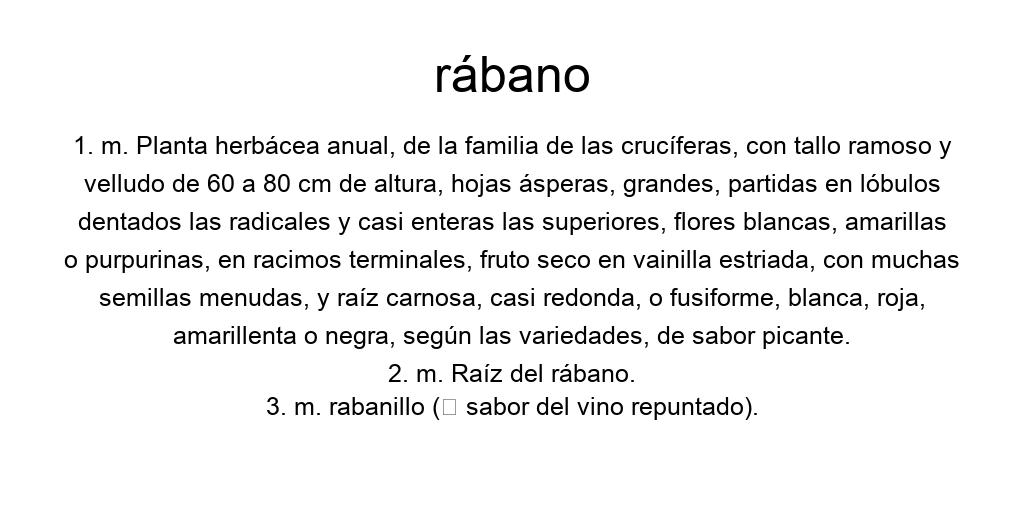 rábano
1. m. Planta herbácea anual, de la familia de las crucíferas, con tallo ramoso y
velludo de 60 a 80 cm de altura, hojas ásperas, grandes, partidas en lóbulos
dentados las radicales y casi enteras las superiores, flores blancas, amarillas
o purpurinas, en racimos terminales, fruto seco en vainilla estriada, con muchas
semillas menudas, y raíz carnosa, casi redonda, o fusiforme, blanca, roja,
amarillenta o negra, según las variedades, de sabor picante.
2. m. Raíz del rábano.
3. m. rabanillo (▯ sabor del vino repuntado).